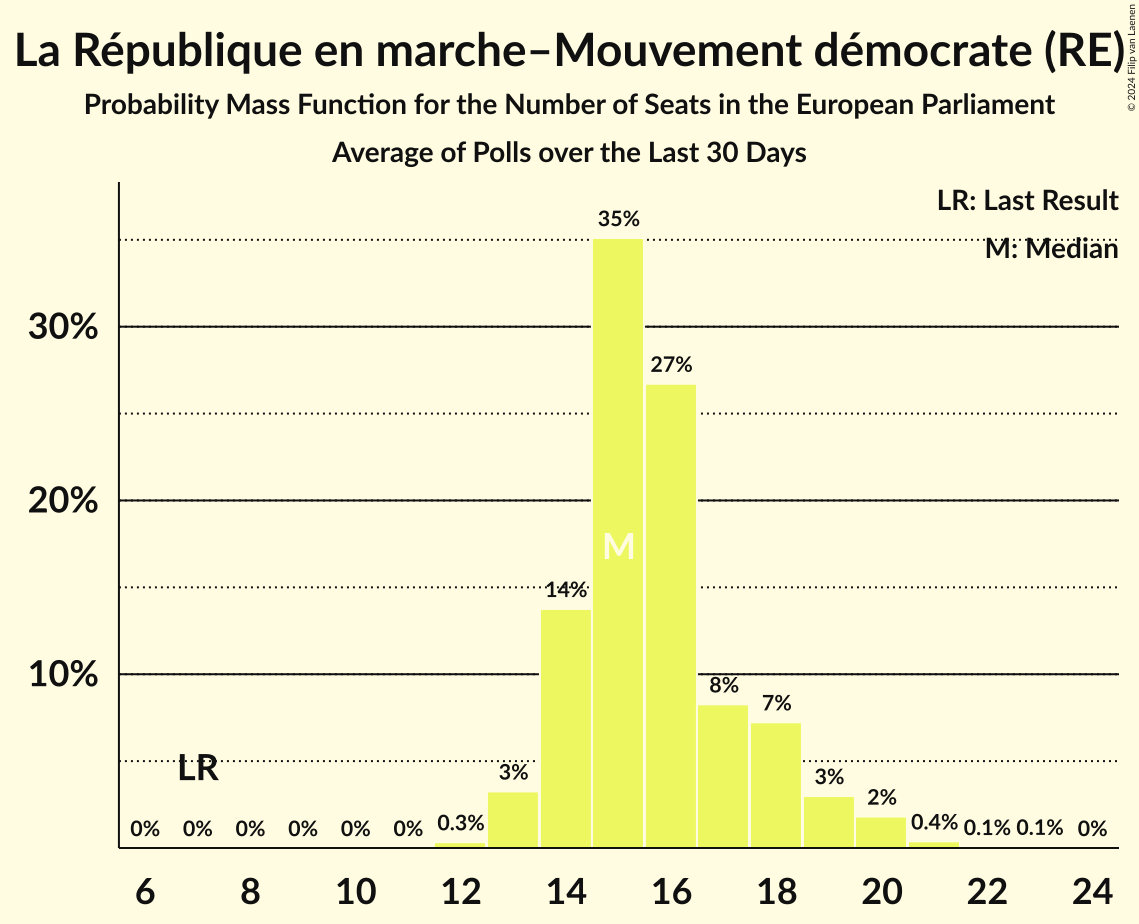 La République en marche–Mouvement démocrate (RE)
© 2024 Filip van Laenen
Probability Mass Function for the Number of Seats in the European Parliament
Average of Polls over the Last 30 Days
LR: Last Result
M: Median
35%
30%
27%
20%
M
14%
10%
8%
7%
LR
3%
3%
2%
0% 0% 0% 0% 0% 0% 0.3% 0.4% 0.1% 0.1% 0%
6 8 10 12 14 16 18 20 22 24